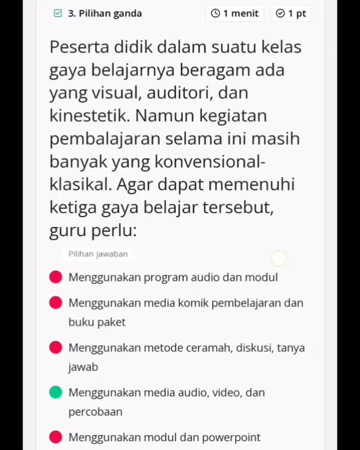 3. Pilihan ganda
1 menit
1 pt
Peserta didik dalam suatu kelas
gaya belajarnya beragam ada
yang visual, auditori, dan
kinestetik. Namun kegiatan
pembalajaran selama ini masih
banyak yang konvensional-
klasikal. Agar dapat memenuhi
ketiga gaya belajar tersebut,
guru perlu:
Pilihan jawaban
Menggunakan program audio dan modul
Menggunakan media komik pembelajaran dan
buku paket
Menggunakan metode ceramah, diskusi, tanya
jawab
Menggunakan media audio, video, dan
percobaan
Menggunakan modul dan powerpoint